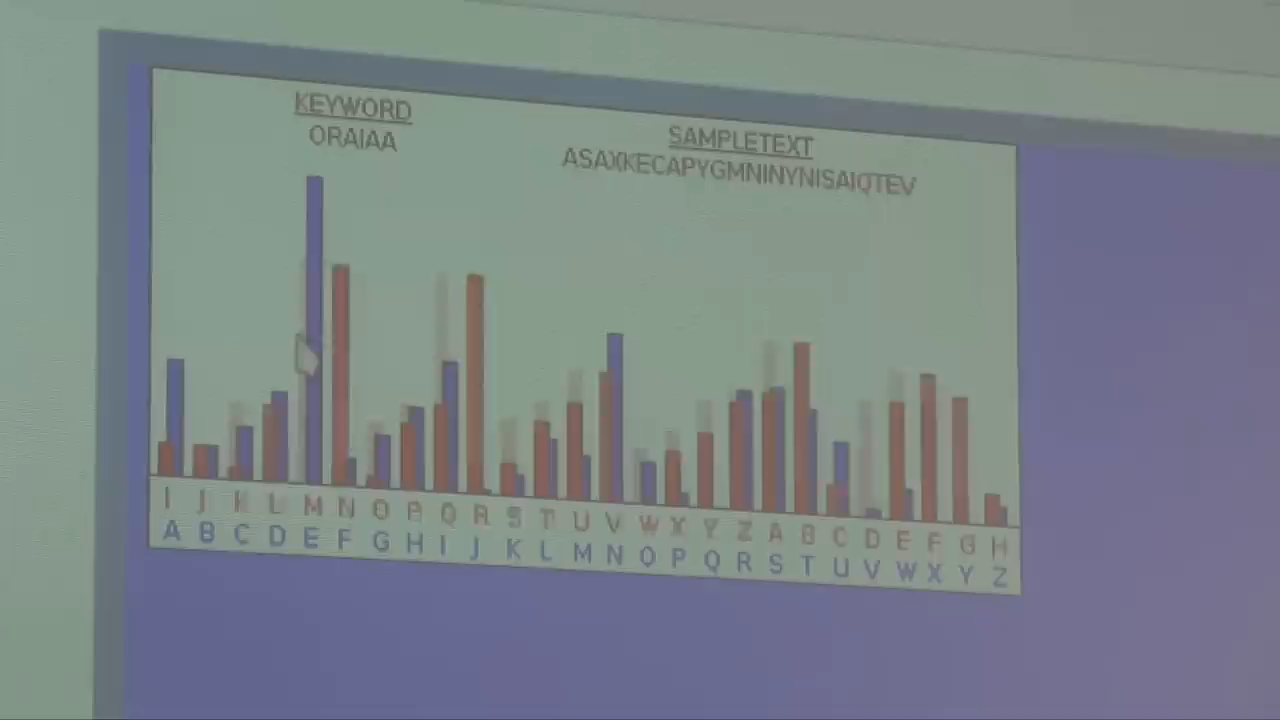 KEYWORD
ORAIAA
SAMPLETEXT
ASAXKECAPYGMNINYNISAIQTEV
I J K L M N O P Q R S T U V W X Y Z A B C D E F G H
A B C D E F G H I J K L M N O P Q R S T U V W X Y Z